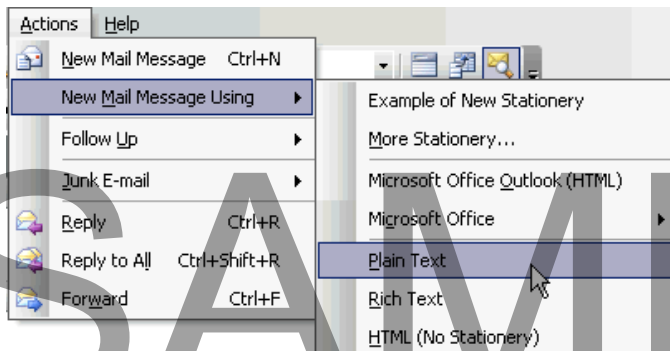 Actions Help
New Mail Message Ctrl+N
New Mail Message Using
Follow Up
Junk E-mail
Reply Ctrl+R
Reply to All Ctrl+Shift+R
Forward Ctrl+F
Example of New Stationery
More Stationery...
Microsoft Office Outlook (HTML)
Microsoft Office
Plain Text
Rich Text
HTML (No Stationery)